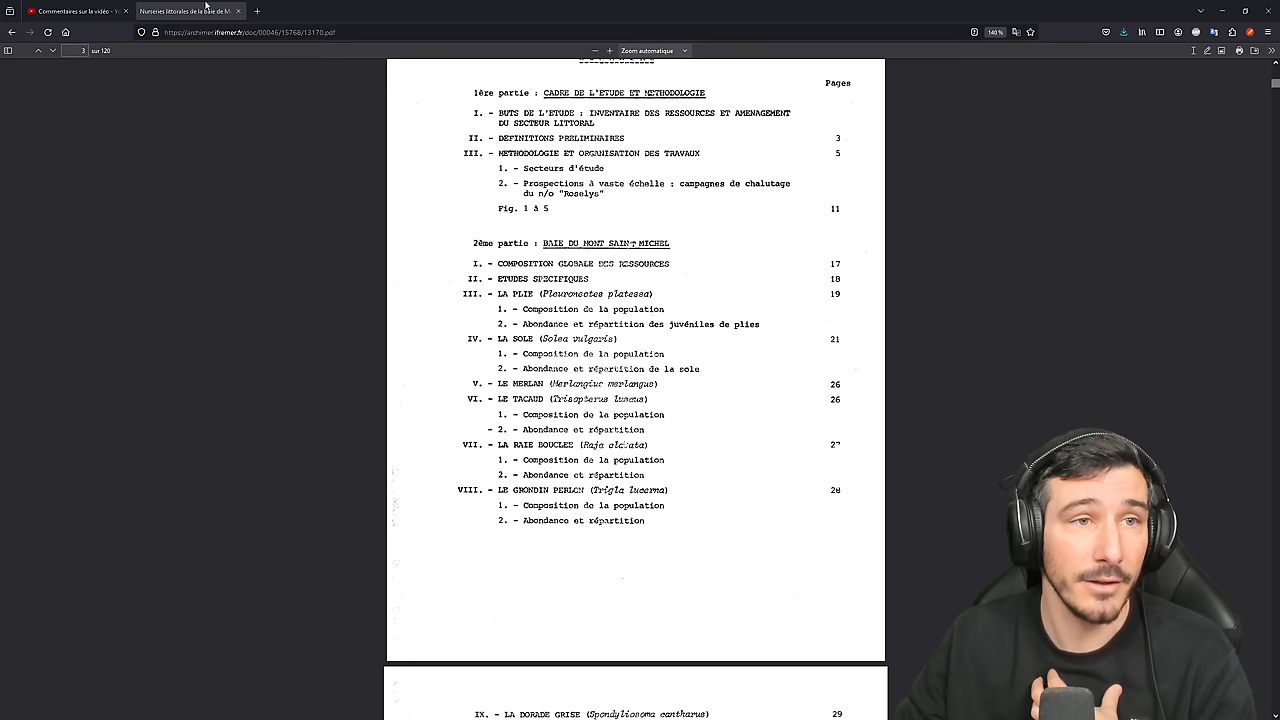 Commentaires sur la vidéo - Yo
Nurseries littorales de la baie de M
https://archimer.ifremer.fr/doc/00046/15768/13170.pdf
140 %
3 sur 120
Zoom automatique
Pages
1ère partie : CADRE DE L'ETUDE ET METHODOLOGIE
I. - BUTS DE L'ETUDE : INVENTAIRE DES RESSOURCES ET AMENAGEMENT
DU SECTEUR LITTORAL
II. - DEFINITIONS PRELIMINAIRES 3
III. - METHODOLOGIE ET ORGANISATION DES TRAVAUX 5
1. - Secteurs d'étude
2. - Prospections à vaste échelle : campagnes de chalutage
du n/o "Roselys"
Fig. 1 à 5 11
2ème partie : BAIE DU MONT SAINT-MICHEL
I. - COMPOSITION GLOBALE DES RESSOURCES 17
II. - ETUDES SPECIFIQUES 18
III. - LA PLIE (Pleuronectes platessa) 19
1. - Composition de la population
2. - Abondance et répartition des juvéniles de plies
IV. - LA SOLE (Solea vulgaris) 21
1. - Composition de la population
2. - Abondance et répartition de la sole
V. - LE MERLAN (Merlangius merlangus) 26
VI. - LE TACAUD (Trisopterus luscus) 26
1. - Composition de la population
- 2. - Abondance et répartition
VII. - LA RAIE BOUCLEE (Raja clavata) 27
1. - Composition de la population
2. - Abondance et répartition
VIII. - LE GRONDIN PERLON (Trigla lucerna) 28
1. - Composition de la population
2. - Abondance et répartition
IX. - LA DORADE GRISE (Spondyliosoma cantharus) 29